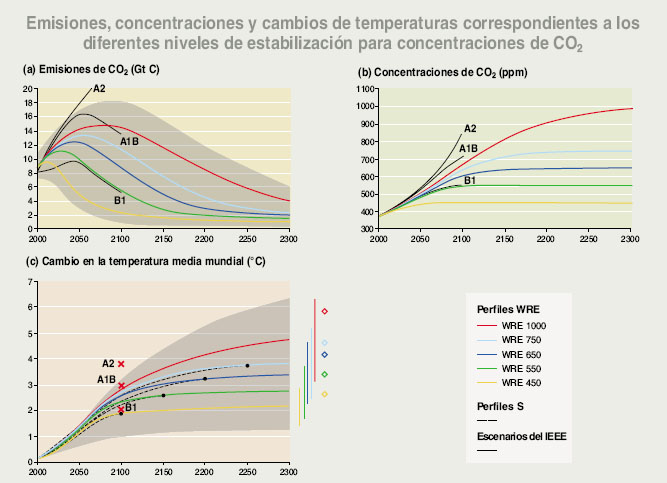 Emisiones, concentraciones y cambios de temperaturas correspondientes a los
diferentes niveles de estabilización para concentraciones de CO2
(a) Emisiones de CO2 (Gt C)
20
18
16
14
12
10
8
6
4
2
0
A2
A1B
B1
2000 2050 2100 2150 2200 2250 2300
(b) Concentraciones de CO2 (ppm)
1100
1000
900
800
700
600
500
400
300
A2
A1B
B1
2000 2050 2100 2150 2200 2250 2300
(c) Cambio en la temperatura media mundial (°C)
7
6
5
4
3
2
1
0
A2
A1B
B1
2000 2050 2100 2150 2200 2250 2300
Perfiles WRE
WRE 1000
WRE 750
WRE 650
WRE 550
WRE 450
Perfiles S
Escenarios del IEEE